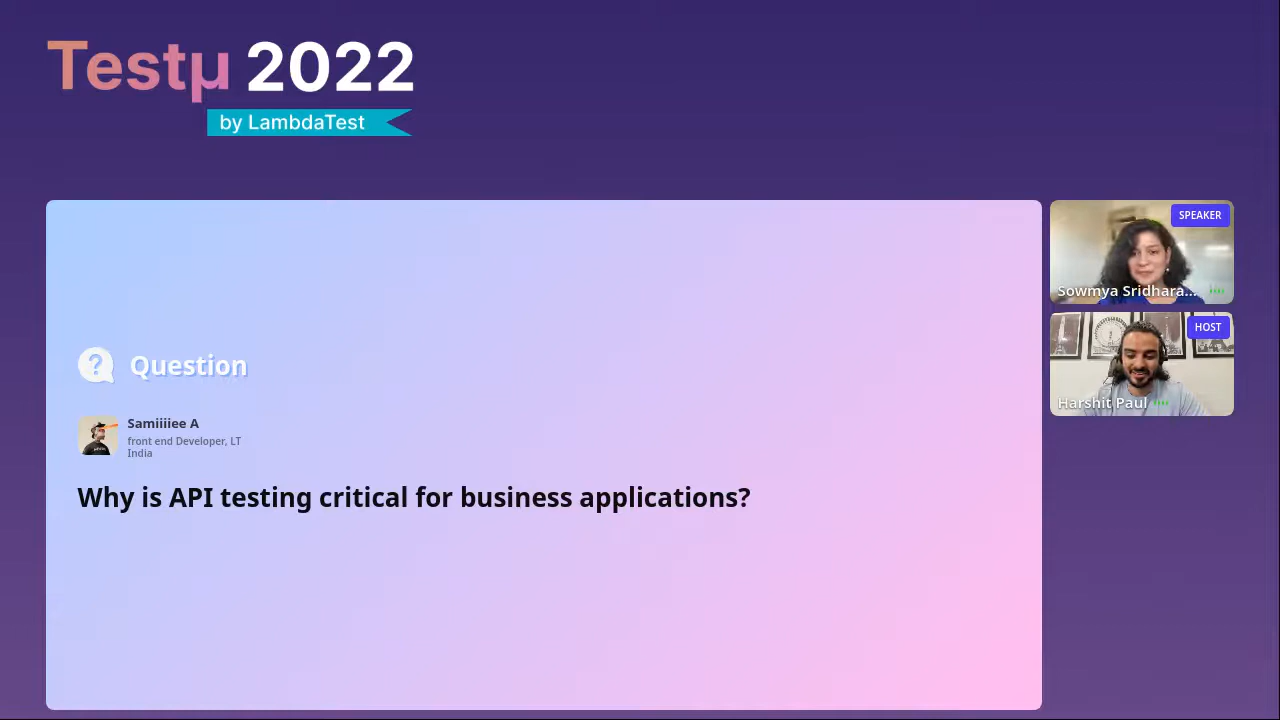 Testμ 2022
by LambdaTest
SPEAKER
Sowmya Sridhara...
HOST
Harshit Paul
? Question
Samiiiiee A
front end Developer, LT
India
Why is API testing critical for business applications?